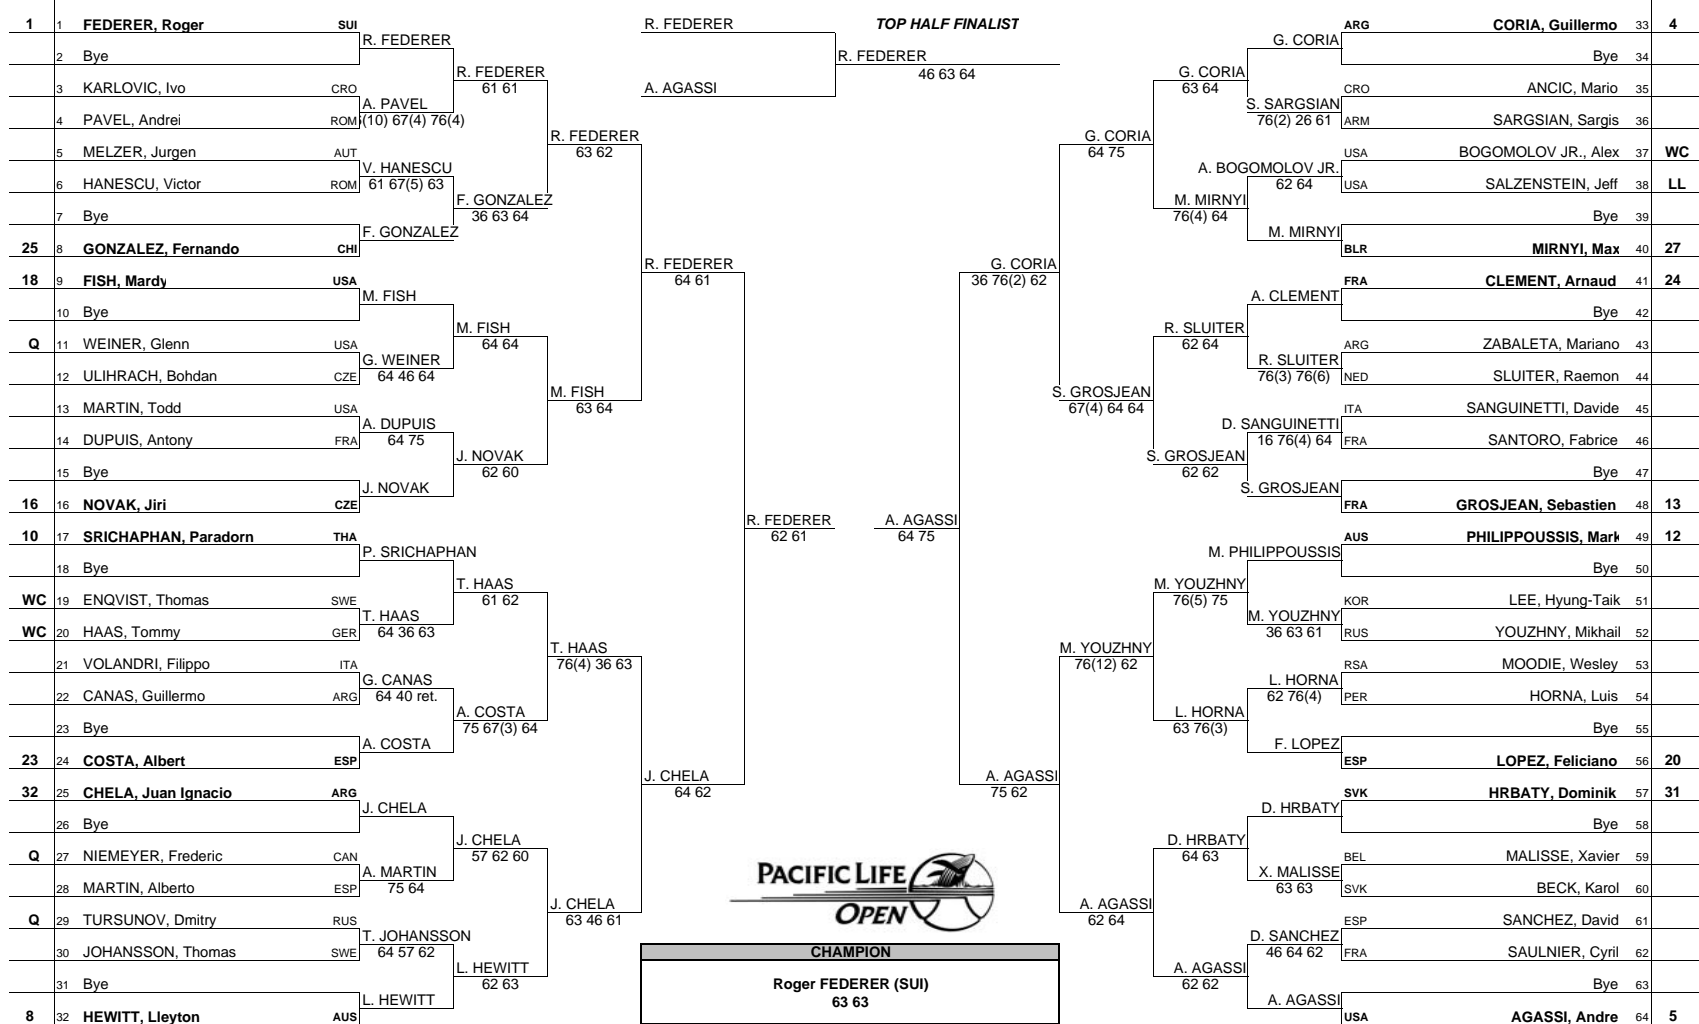 1 1 FEDERER, Roger SUI
2 Bye
3 KARLOVIC, Ivo CRO
4 PAVEL, Andrei ROM
5 MELZER, Jurgen AUT
6 HANESCU, Victor ROM
7 Bye
25 8 GONZALEZ, Fernando CHI
18 9 FISH, Mardy USA
10 Bye
Q 11 WEINER, Glenn USA
12 ULIHRACH, Bohdan CZE
13 MARTIN, Todd USA
14 DUPUIS, Antony FRA
15 Bye
16 16 NOVAK, Jiri CZE
10 17 SRICHAPHAN, Paradorn THA
18 Bye
WC 19 ENQVIST, Thomas SWE
WC 20 HAAS, Tommy GER
21 VOLANDRI, Filippo ITA
22 CANAS, Guillermo ARG
23 Bye
23 24 COSTA, Albert ESP
32 25 CHELA, Juan Ignacio ARG
26 Bye
Q 27 NIEMEYER, Frederic CAN
28 MARTIN, Alberto ESP
Q 29 TURSUNOV, Dmitry RUS
30 JOHANSSON, Thomas SWE
31 Bye
8 32 HEWITT, Lleyton AUS
R. FEDERER
A. PAVEL
(10) 67(4) 76(4)
V. HANESCU
61 67(5) 63
F. GONZALEZ
M. FISH
G. WEINER
64 46 64
A. DUPUIS
64 75
J. NOVAK
P. SRICHAPHAN
T. HAAS
64 36 63
G. CANAS
64 40 ret.
A. COSTA
J. CHELA
A. MARTIN
75 64
T. JOHANSSON
64 57 62
L. HEWITT
R. FEDERER
61 61
F. GONZALEZ
36 63 64
M. FISH
64 64
J. NOVAK
62 60
T. HAAS
61 62
A. COSTA
75 67(3) 64
J. CHELA
57 62 60
L. HEWITT
62 63
R. FEDERER
63 62
M. FISH
63 64
T. HAAS
76(4) 36 63
J. CHELA
63 46 61
R. FEDERER
64 61
J. CHELA
64 62
R. FEDERER
62 61
R. FEDERER
A. AGASSI
TOP HALF FINALIST
R. FEDERER
46 63 64
PACIFIC LIFE
OPEN
CHAMPION
Roger FEDERER (SUI)
63 63
A. AGASSI
64 75
G. CORIA
36 76(2) 62
A. AGASSI
75 62
G. CORIA
64 75
S. GROSJEAN
67(4) 64 64
M. YOUZHNY
76(12) 62
A. AGASSI
62 64
G. CORIA
63 64
M. MIRNYI
76(4) 64
R. SLUITER
62 64
S. GROSJEAN
62 62
M. YOUZHNY
76(5) 75
L. HORNA
63 76(3)
D. HRBATY
64 63
A. AGASSI
62 62
G. CORIA
S. SARGSIAN
76(2) 26 61
A. BOGOMOLOV JR.
62 64
M. MIRNYI
A. CLEMENT
R. SLUITER
76(3) 76(6)
D. SANGUINETTI
16 76(4) 64
S. GROSJEAN
M. PHILIPPOUSSIS
M. YOUZHNY
36 63 61
L. HORNA
62 76(4)
F. LOPEZ
D. HRBATY
X. MALISSE
63 63
D. SANCHEZ
46 64 62
A. AGASSI
ARG CORIA, Guillermo 33 4
Bye 34
CRO ANCIC, Mario 35
ARM SARGSIAN, Sargis 36
USA BOGOMOLOV JR., Alex 37 WC
USA SALZENSTEIN, Jeff 38 LL
Bye 39
BLR MIRNYI, Max 40 27
FRA CLEMENT, Arnaud 41 24
Bye 42
ARG ZABALETA, Mariano 43
NED SLUITER, Raemon 44
ITA SANGUINETTI, Davide 45
FRA SANTORO, Fabrice 46
Bye 47
FRA GROSJEAN, Sebastien 48 13
AUS PHILIPPOUSSIS, Mark 49 12
Bye 50
KOR LEE, Hyung-Taik 51
RUS YOUZHNY, Mikhail 52
RSA MOODIE, Wesley 53
PER HORNA, Luis 54
Bye 55
ESP LOPEZ, Feliciano 56 20
SVK HRBATY, Dominik 57 31
Bye 58
BEL MALISSE, Xavier 59
SVK BECK, Karol 60
ESP SANCHEZ, David 61
FRA SAULNIER, Cyril 62
Bye 63
USA AGASSI, Andre 64 5